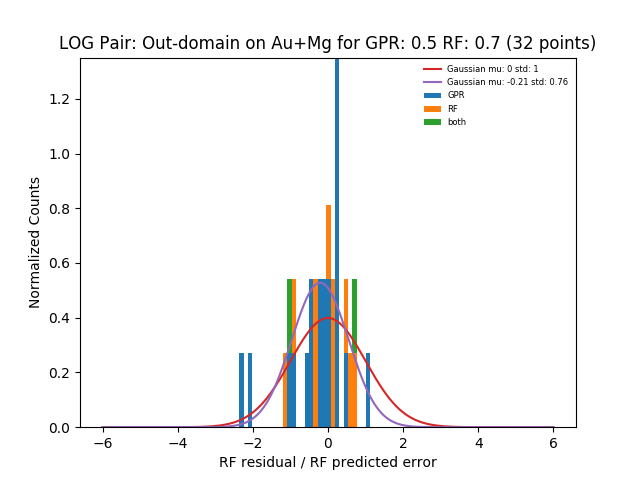 LOG Pair: Out-domain on Au+Mg for GPR: 0.5 RF: 0.7 (32 points)
Gaussian mu: 0 std: 1
Gaussian mu: -0.21 std: 0.76
GPR
RF
both
Normalized Counts
1.2
1.0
0.8
0.6
0.4
0.2
0.0
−6
−4
−2
0
2
4
6
RF residual / RF predicted error